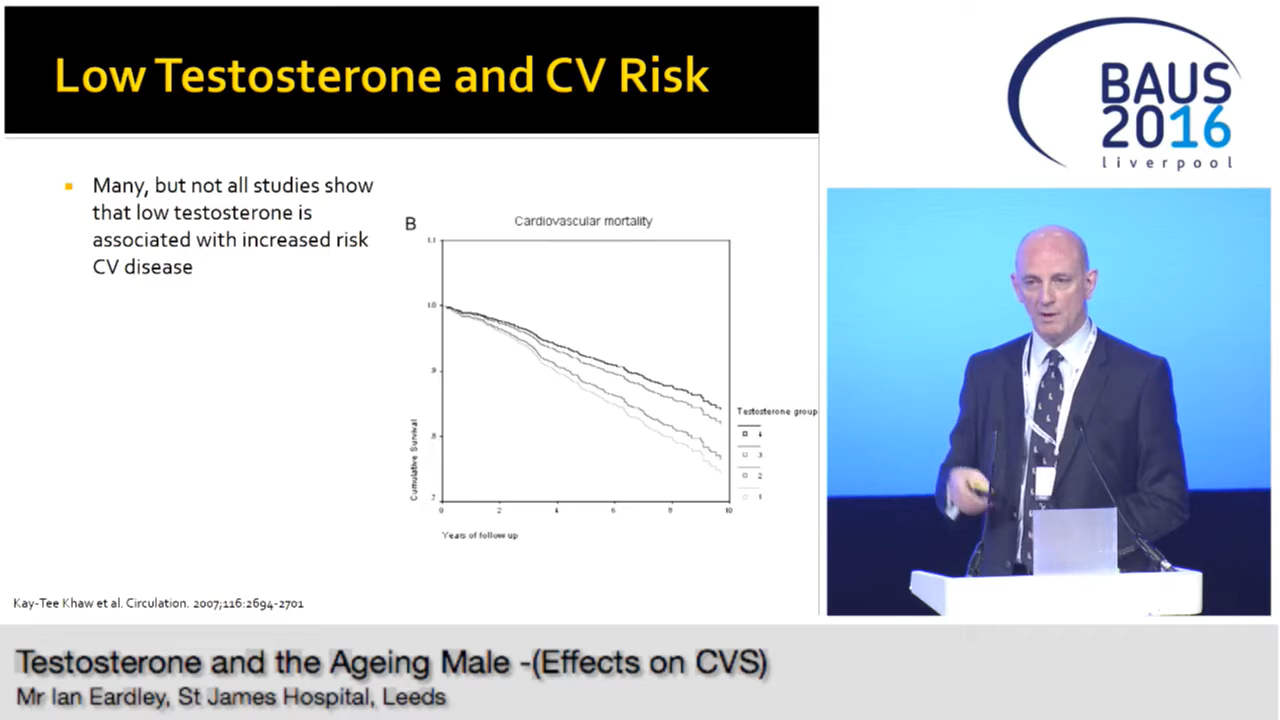 Low Testosterone and CV Risk
BAUS
2016
liverpool
Many, but not all studies show
that low testosterone is
associated with increased risk
CV disease
B
Cardiovascular mortality
1.1
1.0
.9
.8
Cumulative Survival
0 2 4 6 8 10
Years of follow up
Testosterone group
4
3
2
1
Kay-Tee Khaw et al. Circulation. 2007;116:2694-2701
Testosterone and the Ageing Male -(Effects on CVS)
Mr Ian Eardley, St James Hospital, Leeds